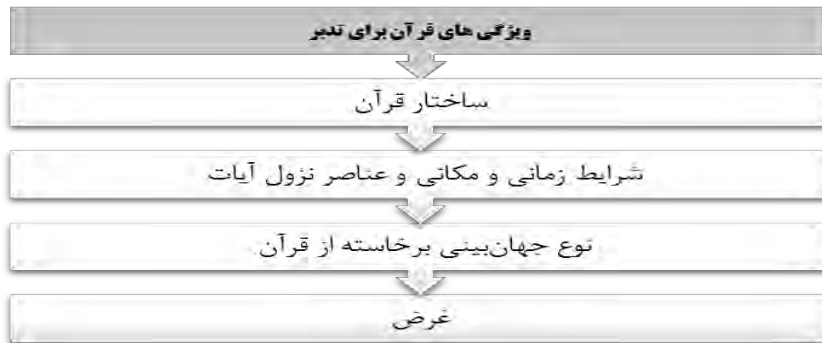 ویژگی های قرآن برای تدبر
ساختار قرآن
شرایط زمانی و مکانی و عناصر نزول آیات
نوع جهان‌بینی برخاسته از قرآن
غرض